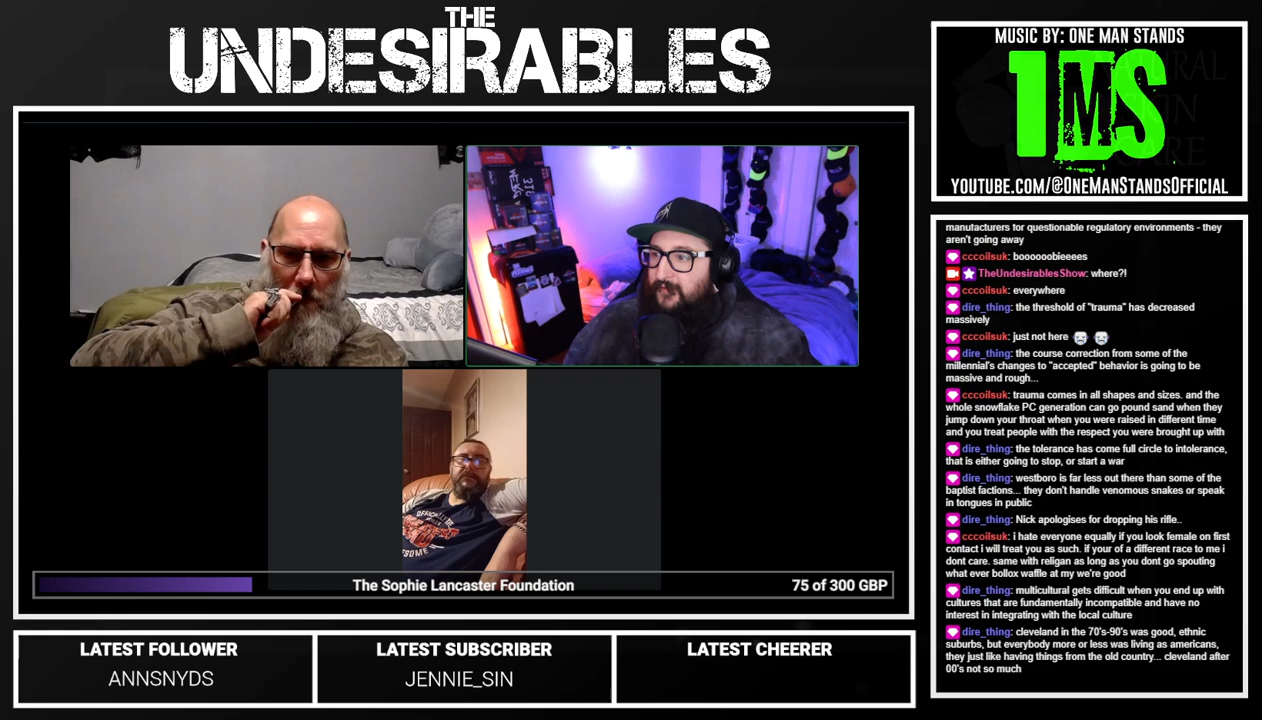 THE
UNDESIRABLES
The Sophie Lancaster Foundation
75 of 300 GBP
LATEST FOLLOWER
ANNSNYDS
LATEST SUBSCRIBER
JENNIE_SIN
LATEST CHEERER
MUSIC BY: ONE MAN STANDS
1MS
YOUTUBE.COM/@ONEMANSTANDSOFFICIAL
manufacturers for questionable regulatory environments - they
aren't going away
cccoilsuk: boooooobieeees
TheUndesirablesShow: where?!
cccoilsuk: everywhere
dire_thing: the threshold of "trauma" has decreased
massively
cccoilsuk: just not here
dire_thing: the course correction from some of the
millennial's changes to "accepted" behavior is going to be
massive and rough...
cccoilsuk: trauma comes in all shapes and sizes. and the
whole snowflake PC generation can go pound sand when they
jump down your throat when you were raised in different time
and you treat people with the respect you were brought up with
dire_thing: the tolerance has come full circle to intolerance,
that is either going to stop, or start a war
dire_thing: westboro is far less out there than some of the
baptist factions... they don't handle venomous snakes or speak
in tongues in public
dire_thing: Nick apologises for dropping his rifle..
cccoilsuk: i hate everyone equally if you look female on first
contact i will treat you as such. if your of a different race to me i
dont care. same with religan as long as you dont go spouting
what ever bollox waffle at my we're good
dire_thing: multicultural gets difficult when you end up with
cultures that are fundamentally incompatible and have no
interest in integrating with the local culture
dire_thing: cleveland in the 70's-90's was good, ethnic
suburbs, but everybody more or less was living as americans,
they just like having things from the old country... cleveland after
00's not so much